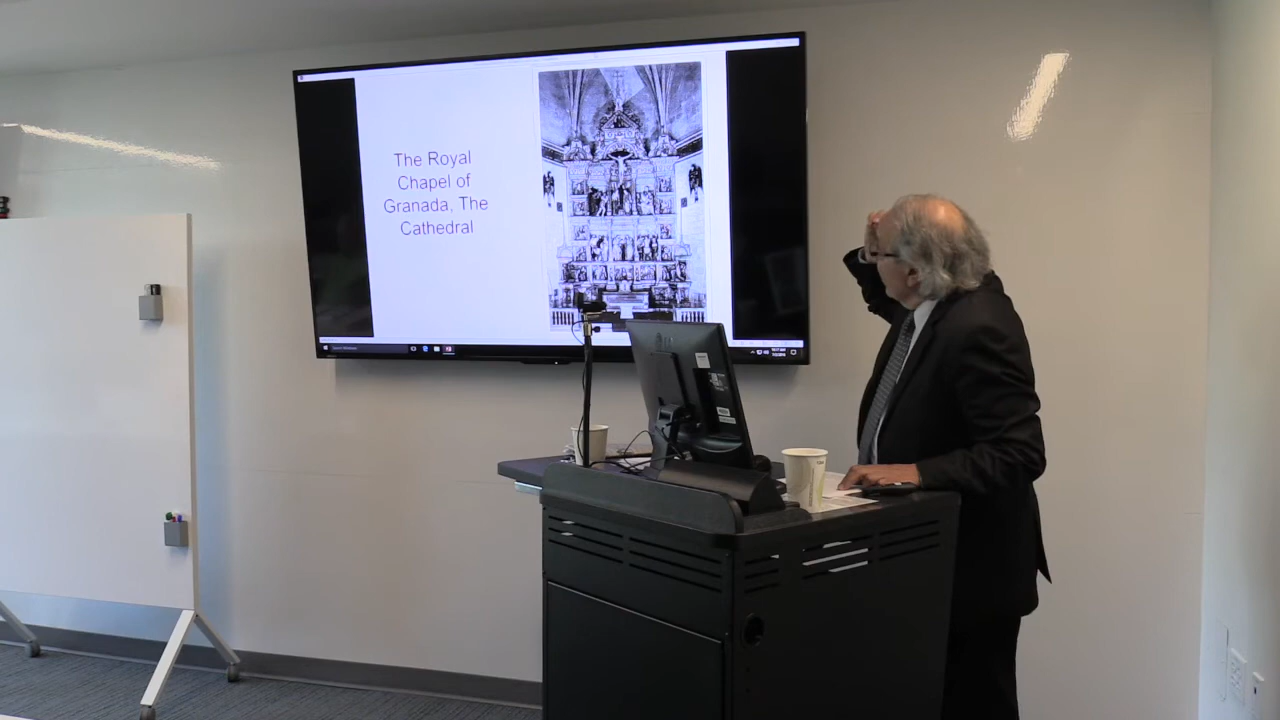 The Royal
Chapel of
Granada, The
Cathedral